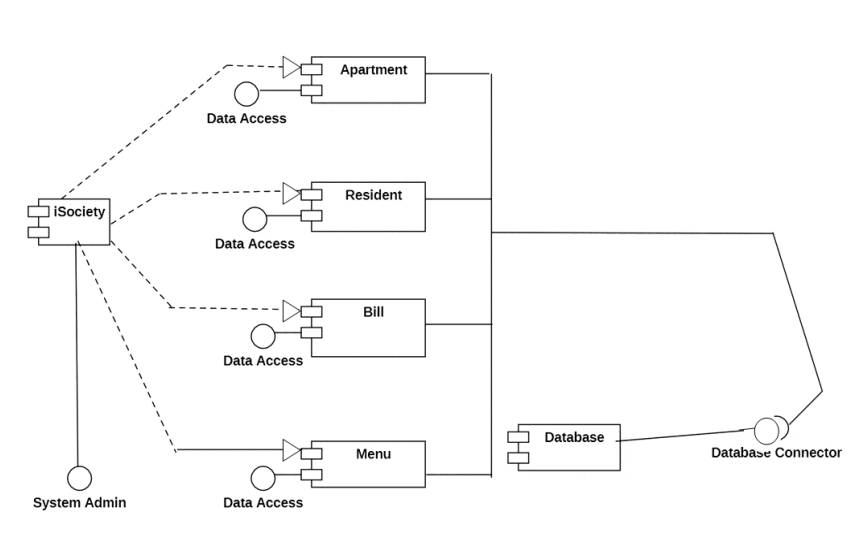 Apartment
Data Access
Resident
iSociety
Data Access
Bill
Data Access
Database
Database Connector
Menu
System Admin
Data Access